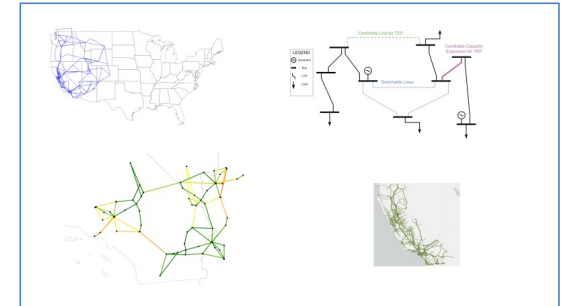 Candidate Line for TEP
LEGEND
Generator
Bus
Line
Load
Candidate Capacity
Expansion for TEP
Switchable Lines